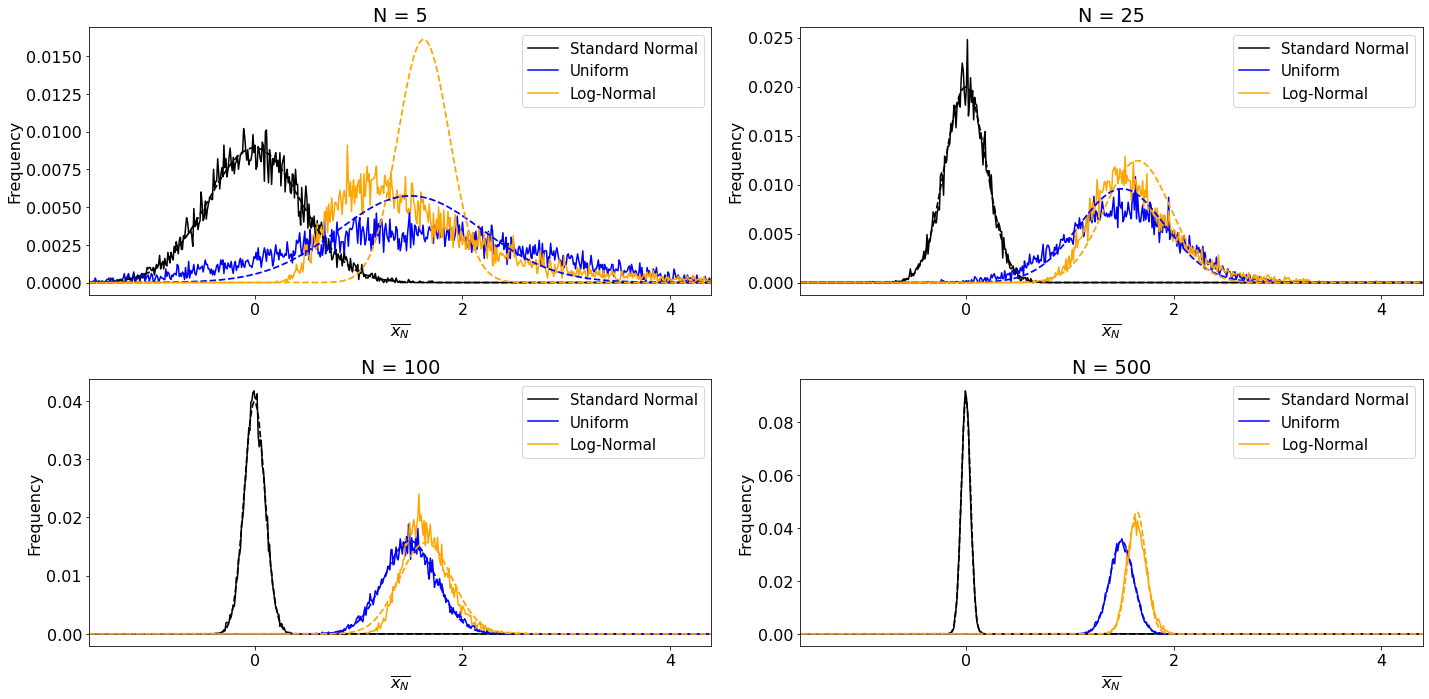 N = 5
Frequency
0.0150
0.0125
0.0100
0.0075
0.0050
0.0025
0.0000
Standard Normal
Uniform
Log-Normal
0 2 4
x_N
N = 25
Frequency
0.025
0.020
0.015
0.010
0.005
0.000
Standard Normal
Uniform
Log-Normal
0 2 4
x_N
N = 100
Frequency
0.04
0.03
0.02
0.01
0.00
Standard Normal
Uniform
Log-Normal
0 2 4
x_N
N = 500
Frequency
0.08
0.06
0.04
0.02
0.00
Standard Normal
Uniform
Log-Normal
0 2 4
x_N